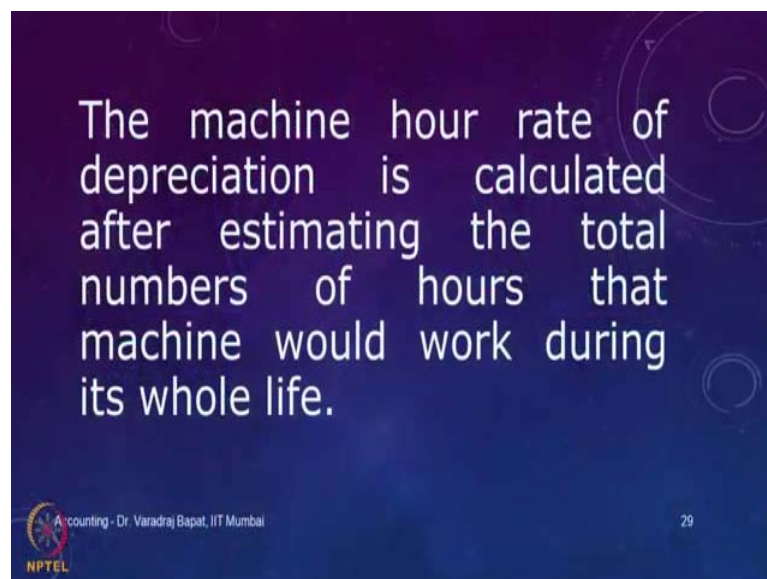 The machine hour rate of
depreciation is calculated
after estimating the total
numbers of hours that
machine would work during
its whole life.
Accounting - Dr. Varadraj Bapat, IIT Mumbai
29
NPTEL